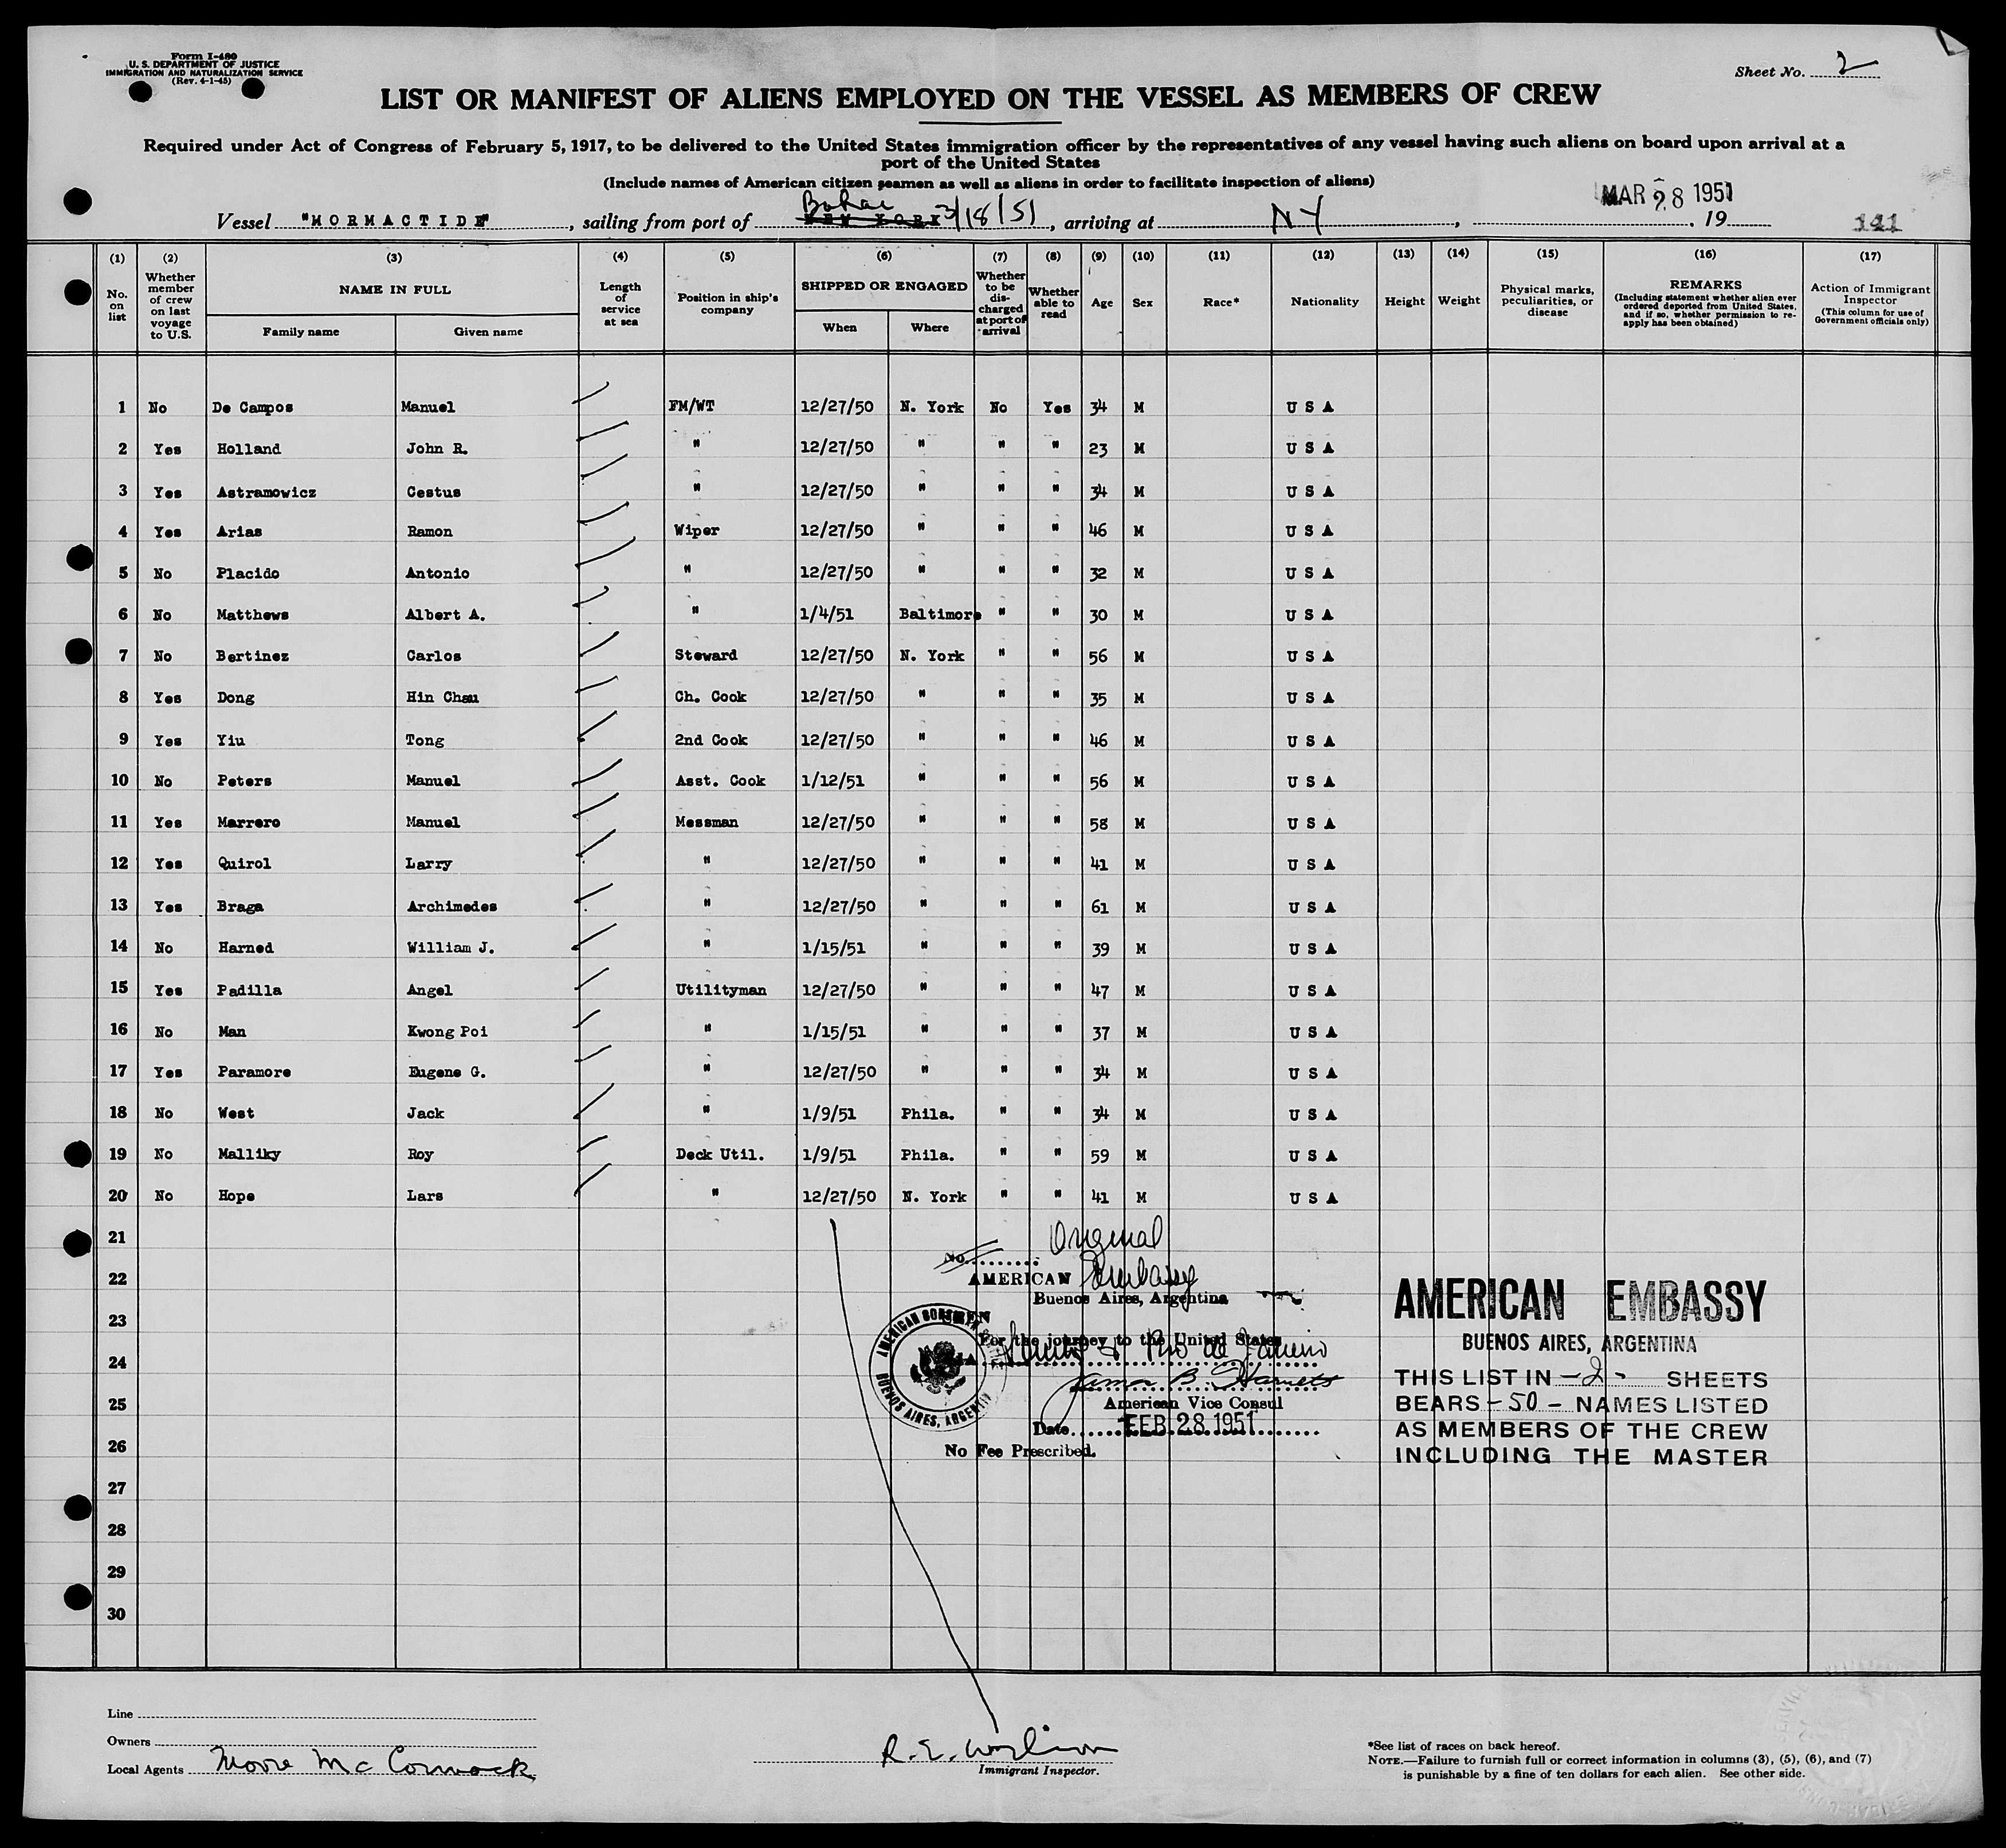 Form I-480
U. S. DEPARTMENT OF JUSTICE
IMMIGRATION AND NATURALIZATION SERVICE
(Rev. 4-1-45)
Sheet No. 2
LIST OR MANIFEST OF ALIENS EMPLOYED ON THE VESSEL AS MEMBERS OF CREW
Required under Act of Congress of February 5, 1917, to be delivered to the United States immigration officer by the representatives of any vessel having such aliens on board upon arrival at a
port of the United States
(Include names of American citizen seamen as well as aliens in order to facilitate inspection of aliens)
Vessel "MORMACTIDE", sailing from port of NEW YORK 3/18/51, arriving at NY, MAR 28 1951, 19 141
(1) (2) (3) (4) (5) (6) (7) (8) (9) (10) (11) (12) (13) (14) (15) (16) (17)
No. on list Whether member of crew on last voyage to U.S. NAME IN FULL Family name Given name Length of service at sea Position in ship's company SHIPPED OR ENGAGED When Where Whether to be discharged at port of arrival Whether able to read Age Sex Race* Nationality Height Weight Physical marks, peculiarities, or disease REMARKS (Including statement whether alien ever ordered deported from United States, and if so, whether permission to reapply has been obtained) Action of Immigrant Inspector (This column for use of Government officials only)
1 No De Campos Manuel FM/WT 12/27/50 N. York No Yes 34 M U S A
2 Yes Holland John R. " 12/27/50 " " " 23 M U S A
3 Yes Astramowicz Cestus " 12/27/50 " " " 34 M U S A
4 Yes Arias Ramon Wiper 12/27/50 " " " 46 M U S A
5 No Placido Antonio " 12/27/50 " " " 32 M U S A
6 No Matthews Albert A. " 1/4/51 Baltimore " " 30 M U S A
7 No Bertinez Carlos Steward 12/27/50 N. York " " 56 M U S A
8 Yes Dong Hin Chau Ch. Cook 12/27/50 " " " 35 M U S A
9 Yes Yiu Tong 2nd Cook 12/27/50 " " " 46 M U S A
10 No Peters Manuel Asst. Cook 1/12/51 " " " 56 M U S A
11 Yes Marrero Manuel Messman 12/27/50 " " " 58 M U S A
12 Yes Quirol Larry " 12/27/50 " " " 41 M U S A
13 Yes Braga Archimedes " 12/27/50 " " " 61 M U S A
14 No Harned William J. " 1/15/51 " " " 39 M U S A
15 Yes Padilla Angel Utilityman 12/27/50 " " " 47 M U S A
16 No Man Kwong Poi " 1/15/51 " " " 37 M U S A
17 Yes Paramore Eugene G. " 12/27/50 " " " 34 M U S A
18 No West Jack " 1/9/51 Phila. " " 34 M U S A
19 No Malliky Roy Deck Util. 1/9/51 Phila. " " 59 M U S A
20 No Hope Lars " 12/27/50 N. York " " 41 M U S A
21
22
23
24
25
26
27
28
29
30
Original
No.
AMERICAN Embassy
Buenos Aires, Argentina
SEEN
For the journey to the United States
Santos & Rio de Janeiro
James B.
American Vice Consul
Date FEB 28 1951
No Fee Prescribed.
BUENOS AIRES, ARGENTINA
AMERICAN EMBASSY
BUENOS AIRES, ARGENTINA
THIS LIST IN -2- SHEETS
BEARS -50- NAMES LISTED
AS MEMBERS OF THE CREW
INCLUDING THE MASTER
Line
Owners
Local Agents Moore McCormack
R. E. Wilson
Immigrant Inspector.
*See list of races on back hereof.
NOTE.—Failure to furnish full or correct information in columns (3), (5), (6), and (7)
is punishable by a fine of ten dollars for each alien. See other side.